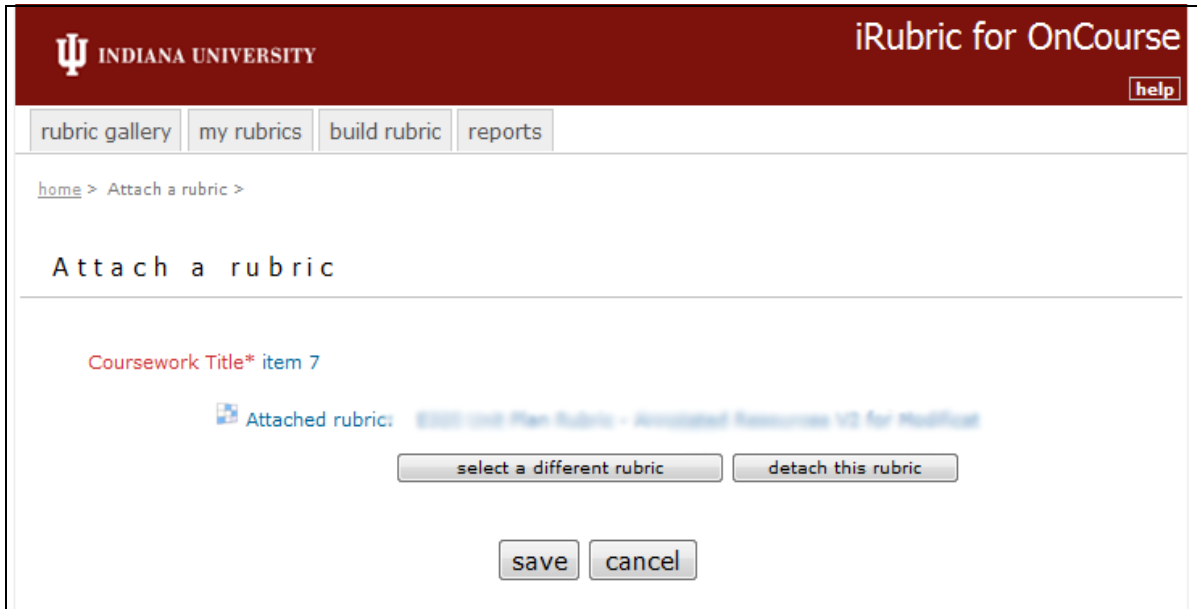 INDIANA UNIVERSITY
iRubric for OnCourse
help
rubric gallery my rubrics build rubric reports
home > Attach a rubric >
Attach a rubric
Coursework Title* item 7
Attached rubric:
select a different rubric detach this rubric
save cancel